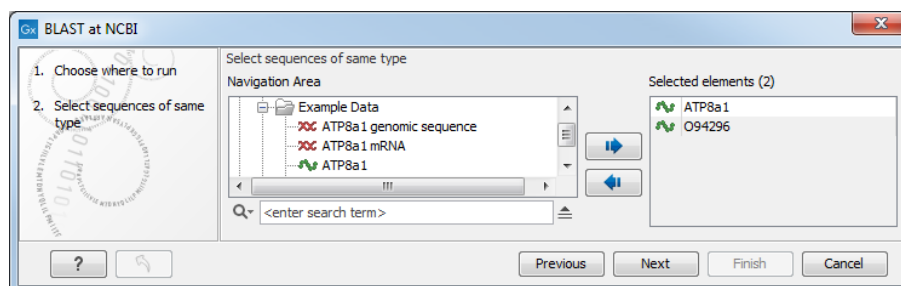 Gx BLAST at NCBI
1. Choose where to run
2. Select sequences of same
type
Select sequences of same type
Navigation Area
Example Data
ATP8a1 genomic sequence
ATP8a1 mRNA
ATP8a1
<enter search term>
Selected elements (2)
ATP8a1
O94296
?
Previous
Next
Finish
Cancel